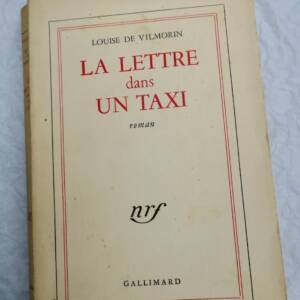 LOUISE DE VILMORIN
LA LETTRE
dans
UN TAXI
roman
nrf
GALLIMARD